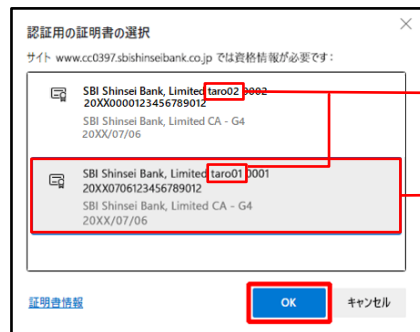 認証用の証明書の選択
サイト www.cc0397.sbishinseibank.co.jp では資格情報が必要です:
SBI Shinsei Bank, Limited taro02 0002
20XX0000123456789012
SBI Shinsei Bank, Limited CA - G4
20XX/07/06
SBI Shinsei Bank, Limited taro01 0001
20XX0706123456789012
SBI Shinsei Bank, Limited CA - G4
20XX/07/06
証明書情報
OK
キャンセル